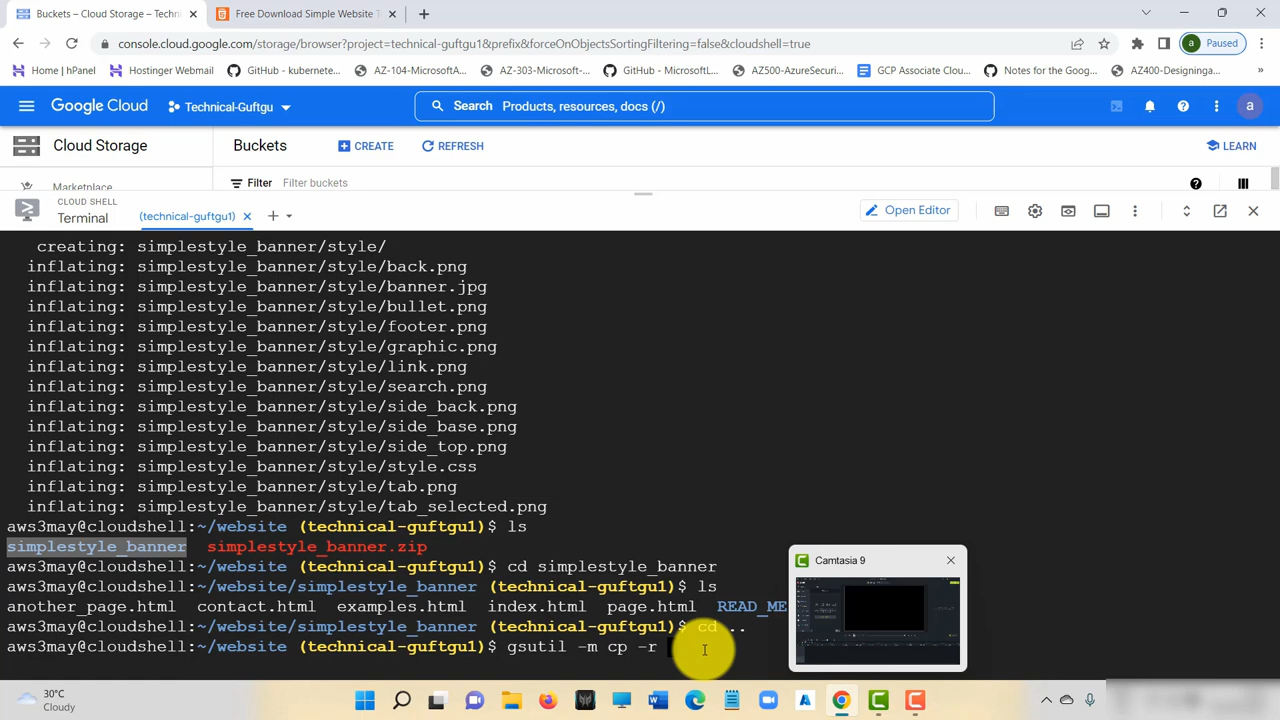 Buckets – Cloud Storage – Techni
Free Download Simple Website T
console.cloud.google.com/storage/browser?project=technical-guftgu1&prefix&forceOnObjectsSortingFiltering=false&cloudshell=true
a Paused
Home | hPanel
Hostinger Webmail
GitHub - kubernete...
AZ-104-MicrosoftA...
AZ-303-Microsoft-...
GitHub - MicrosoftL...
AZ500-AzureSecuri...
GCP Associate Clou...
Notes for the Goog...
AZ400-Designinga...
»
Google Cloud
Technical-Guftgu
Search Products, resources, docs (/)
a
Cloud Storage
Buckets
CREATE
REFRESH
LEARN
Marketplace
Filter Filter buckets
CLOUD SHELL
Terminal
(technical-guftgu1)
Open Editor
creating: simplestyle_banner/style/
inflating: simplestyle_banner/style/back.png
inflating: simplestyle_banner/style/banner.jpg
inflating: simplestyle_banner/style/bullet.png
inflating: simplestyle_banner/style/footer.png
inflating: simplestyle_banner/style/graphic.png
inflating: simplestyle_banner/style/link.png
inflating: simplestyle_banner/style/search.png
inflating: simplestyle_banner/style/side_back.png
inflating: simplestyle_banner/style/side_base.png
inflating: simplestyle_banner/style/side_top.png
inflating: simplestyle_banner/style/style.css
inflating: simplestyle_banner/style/tab.png
inflating: simplestyle_banner/style/tab_selected.png
aws3may@cloudshell:~/website (technical-guftgu1)$ ls
simplestyle_banner simplestyle_banner.zip
aws3may@cloudshell:~/website (technical-guftgu1)$ cd simplestyle_banner
aws3may@cloudshell:~/website/simplestyle_banner (technical-guftgu1)$ ls
another_page.html contact.html examples.html index.html page.html READ_ME
aws3may@cloudshell:~/website/simplestyle_banner (technical-guftgu1)$ cd ..
aws3may@cloudshell:~/website (technical-guftgu1)$ gsutil -m cp -r
Camtasia 9
30°C
Cloudy